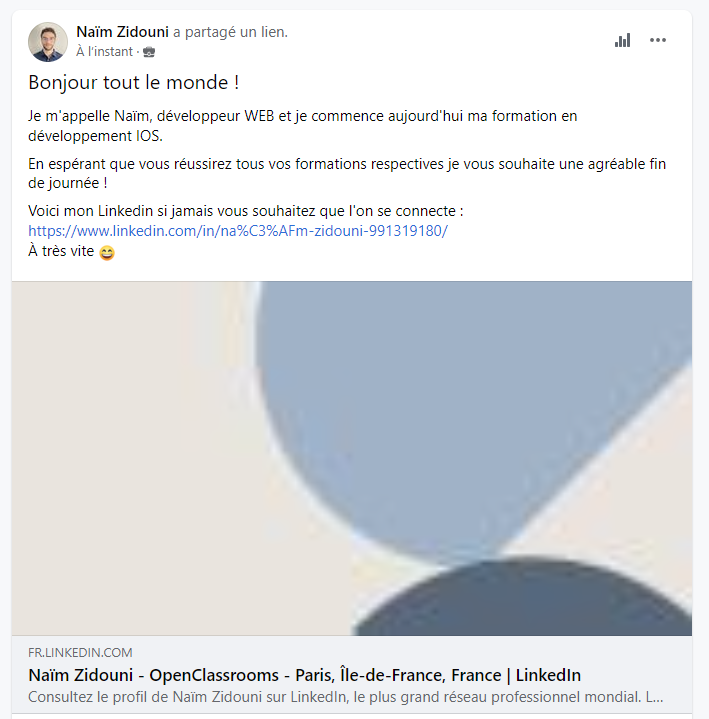 Naïm Zidouni a partagé un lien.
À l'instant ·
Bonjour tout le monde !
Je m'appelle Naïm, développeur WEB et je commence aujourd'hui ma formation en
développement IOS.
En espérant que vous réussirez tous vos formations respectives je vous souhaite une agréable fin
de journée !
Voici mon Linkedin si jamais vous souhaitez que l'on se connecte :
https://www.linkedin.com/in/na%C3%AFm-zidouni-991319180/
À très vite 😄
FR.LINKEDIN.COM
Naïm Zidouni - OpenClassrooms - Paris, Île-de-France, France | LinkedIn
Consultez le profil de Naïm Zidouni sur LinkedIn, le plus grand réseau professionnel mondial. L...